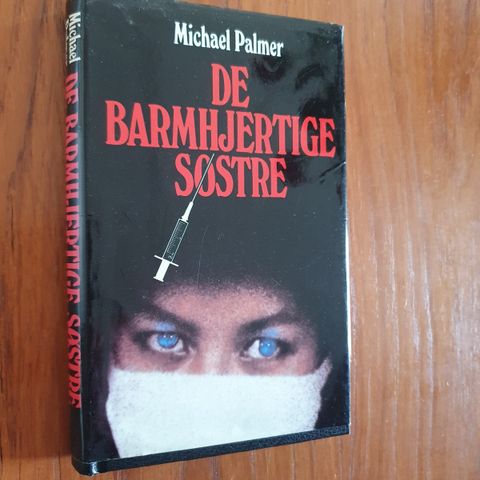 Michael Palmer
DE
BARMHJERTIGE
SØSTRE
Michael
DE BARMHJERTIGE SØSTRE